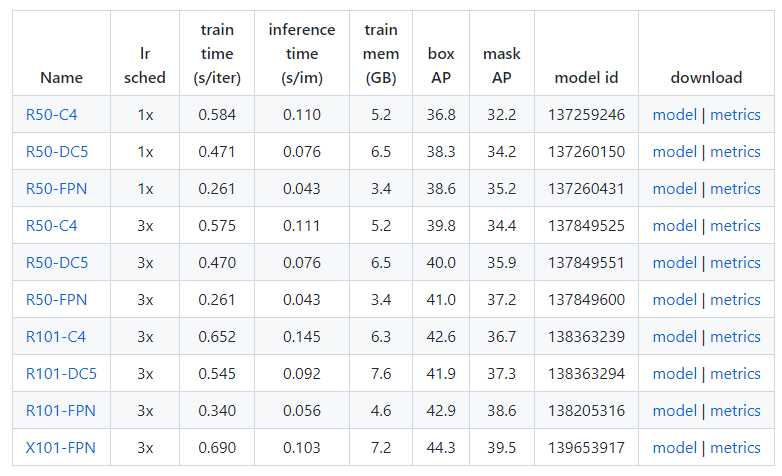 Name lr sched train time (s/iter) inference time (s/im) train mem (GB) box AP mask AP model id download
R50-C4 1x 0.584 0.110 5.2 36.8 32.2 137259246 model | metrics
R50-DC5 1x 0.471 0.076 6.5 38.3 34.2 137260150 model | metrics
R50-FPN 1x 0.261 0.043 3.4 38.6 35.2 137260431 model | metrics
R50-C4 3x 0.575 0.111 5.2 39.8 34.4 137849525 model | metrics
R50-DC5 3x 0.470 0.076 6.5 40.0 35.9 137849551 model | metrics
R50-FPN 3x 0.261 0.043 3.4 41.0 37.2 137849600 model | metrics
R101-C4 3x 0.652 0.145 6.3 42.6 36.7 138363239 model | metrics
R101-DC5 3x 0.545 0.092 7.6 41.9 37.3 138363294 model | metrics
R101-FPN 3x 0.340 0.056 4.6 42.9 38.6 138205316 model | metrics
X101-FPN 3x 0.690 0.103 7.2 44.3 39.5 139653917 model | metrics